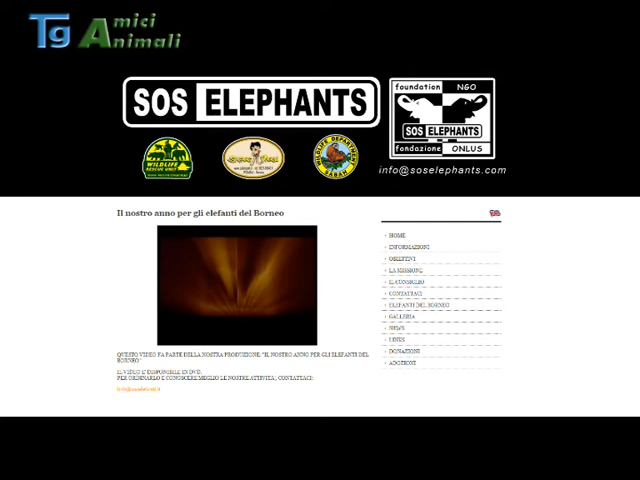 Tg Amici
Animali
SOS ELEPHANTS
foundation NGO
SOS ELEPHANTS
fondazione ONLUS
WILDLIFE
RESCUE UNIT
WILDLIFE DEPARTMENT
SABAH
info@soselephants.com
Il nostro anno per gli elefanti del Borneo
HOME
INFORMAZIONI
OBIETTIVI
LA MISSIONE
IL CONSIGLIO
CONTATTACI
ELEFANTI DEL BORNEO
GALLERIA
NEWS
LINKS
DONAZIONI
ADOZIONI
QUESTO VIDEO FA PARTE DELLA NOSTRA PRODUZIONE: "IL NOSTRO ANNO PER GLI ELEFANTI DEL
BORNEO"
IL VIDEO E' DISPONIBILE IN DVD.
PER ORDINARLO E CONOSCERE MEGLIO LE NOSTRE ATTIVITA', CONTATTACI: